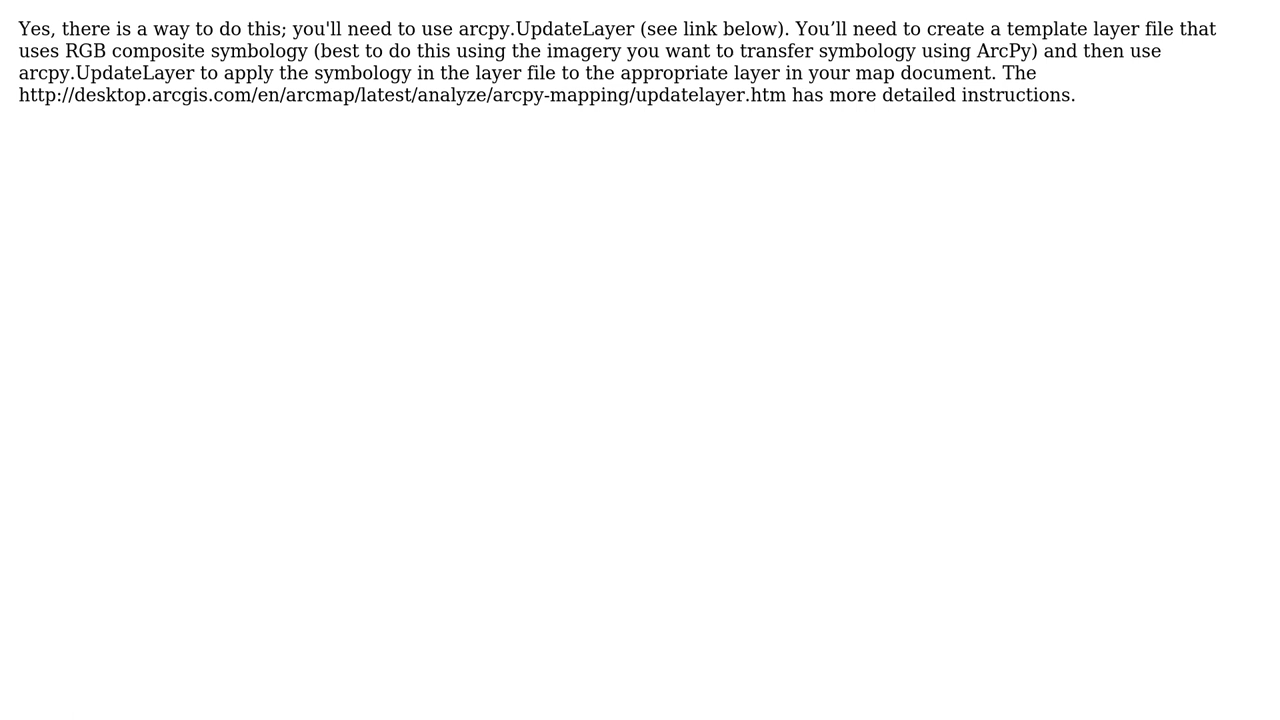 Yes, there is a way to do this; you'll need to use arcpy.UpdateLayer (see link below). You’ll need to create a template layer file that
uses RGB composite symbology (best to do this using the imagery you want to transfer symbology using ArcPy) and then use
arcpy.UpdateLayer to apply the symbology in the layer file to the appropriate layer in your map document. The
http://desktop.arcgis.com/en/arcmap/latest/analyze/arcpy-mapping/updatelayer.htm has more detailed instructions.